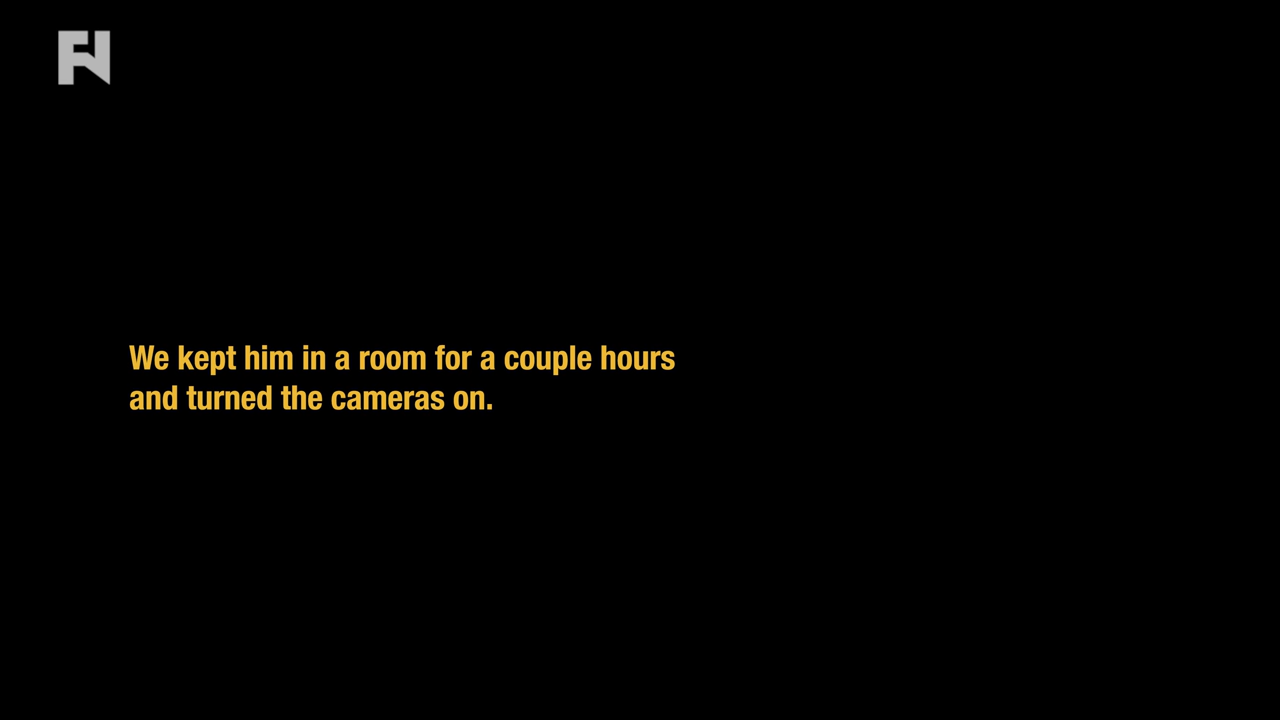 We kept him in a room for a couple hours
and turned the cameras on.